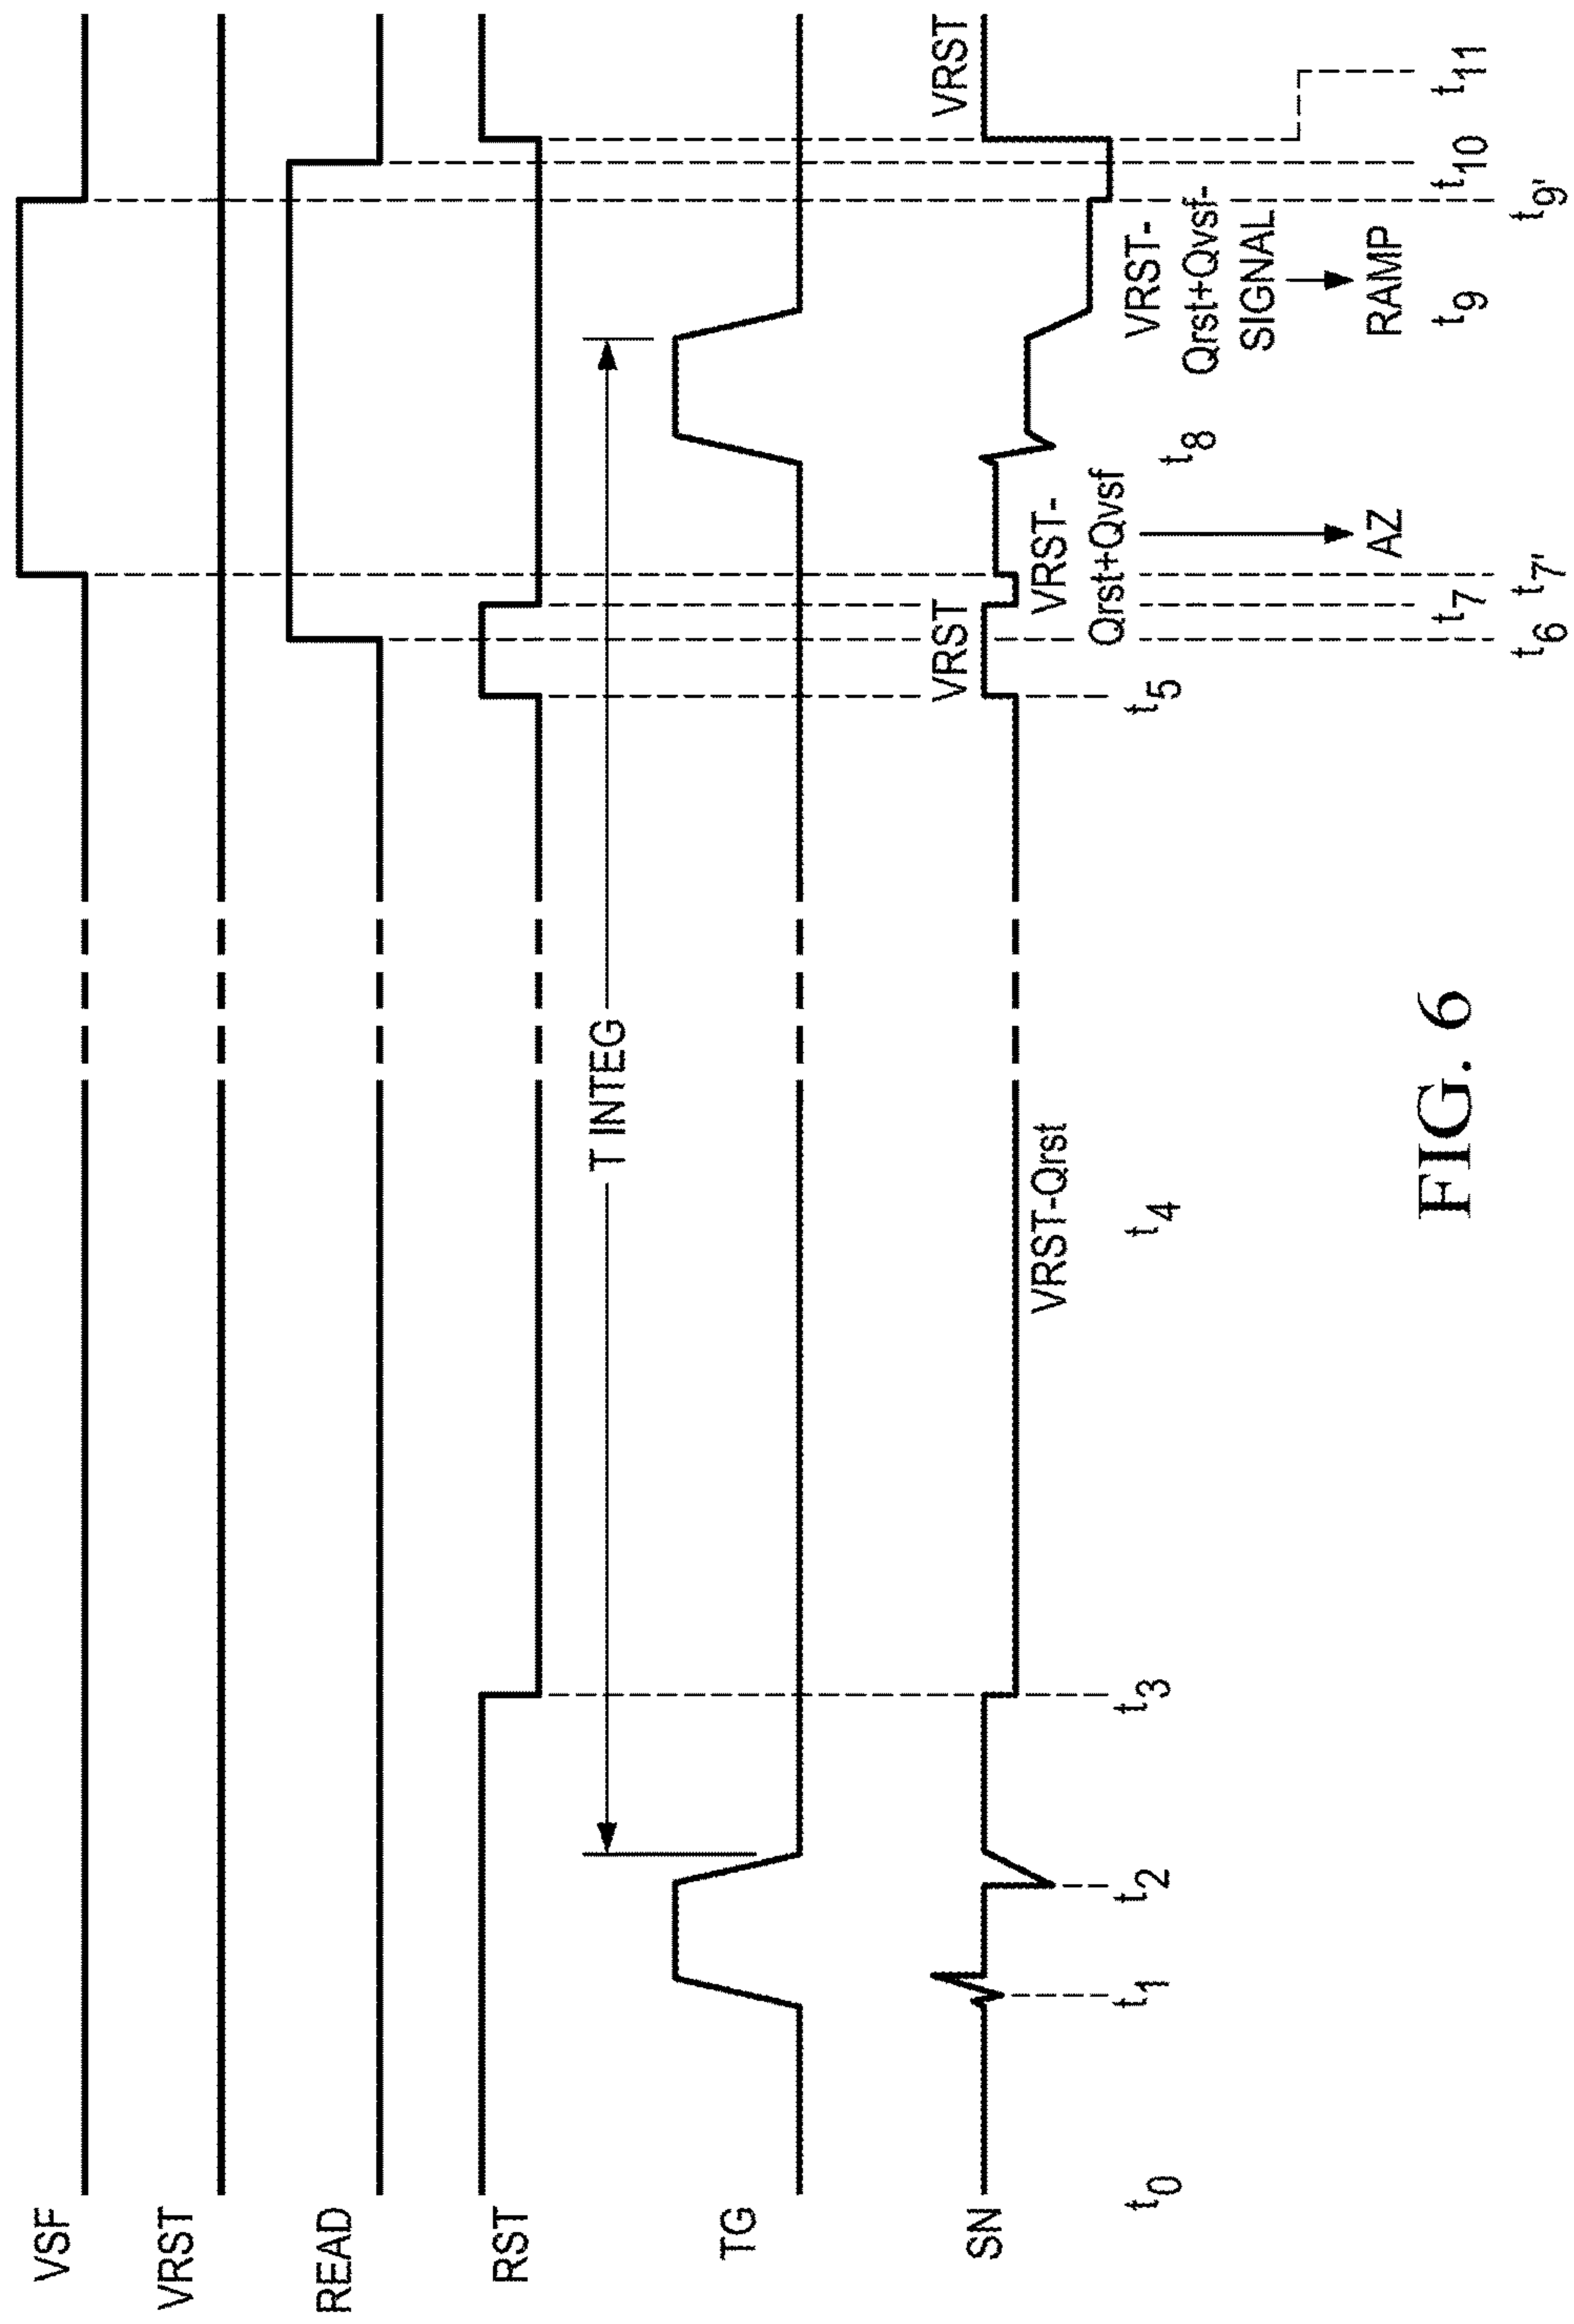 VSF
VRST
READ
RST
T INTEG
TG
VRST
VRST
SN
VRST-Qrst
VRST-
Qrst+Qvsf
AZ
VRST-
Qrst+Qvsf-
SIGNAL
RAMP
t0
t1
t2
t3
t4
t5
t6
t7
t7'
t8
t9
t9'
t10
t11
FIG. 6